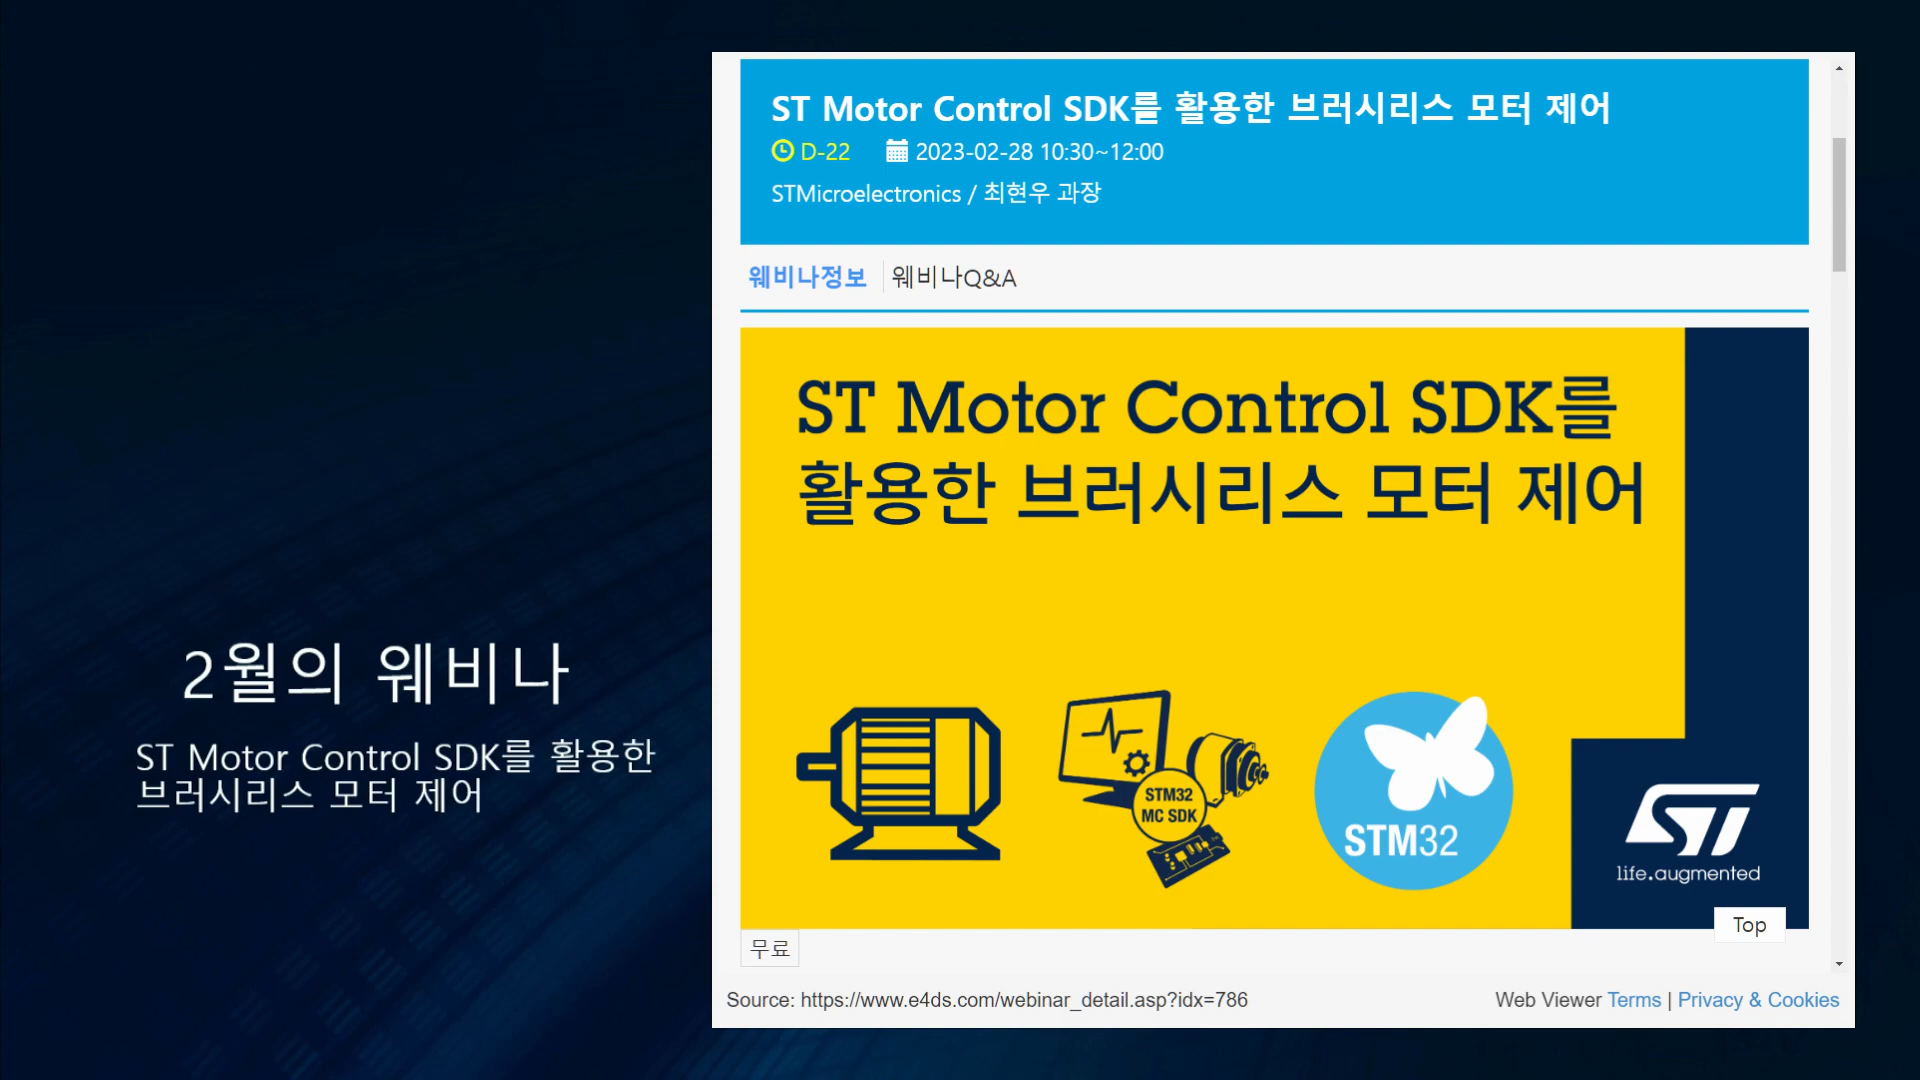 2월의 웨비나
ST Motor Control SDK를 활용한
브러시리스 모터 제어
ST Motor Control SDK를 활용한 브러시리스 모터 제어
D-22 2023-02-28 10:30~12:00
STMicroelectronics / 최현우 과장
웨비나정보 웨비나Q&A
ST Motor Control SDK를
활용한 브러시리스 모터 제어
STM32
MC SDK
STM32
ST
life.augmented
Top
무료
Source: https://www.e4ds.com/webinar_detail.asp?idx=786
Web Viewer Terms | Privacy & Cookies